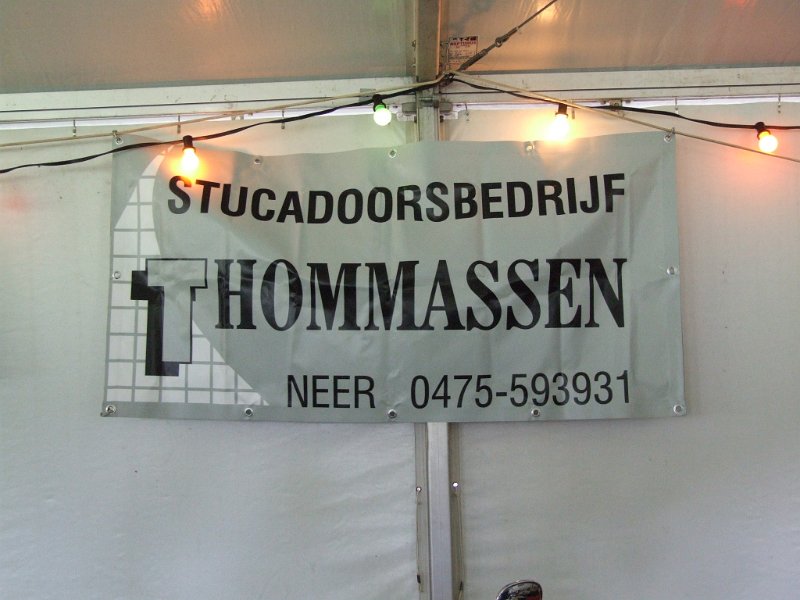 STUCADOORSBEDRIJF
THOMMASSEN
NEER 0475-593931